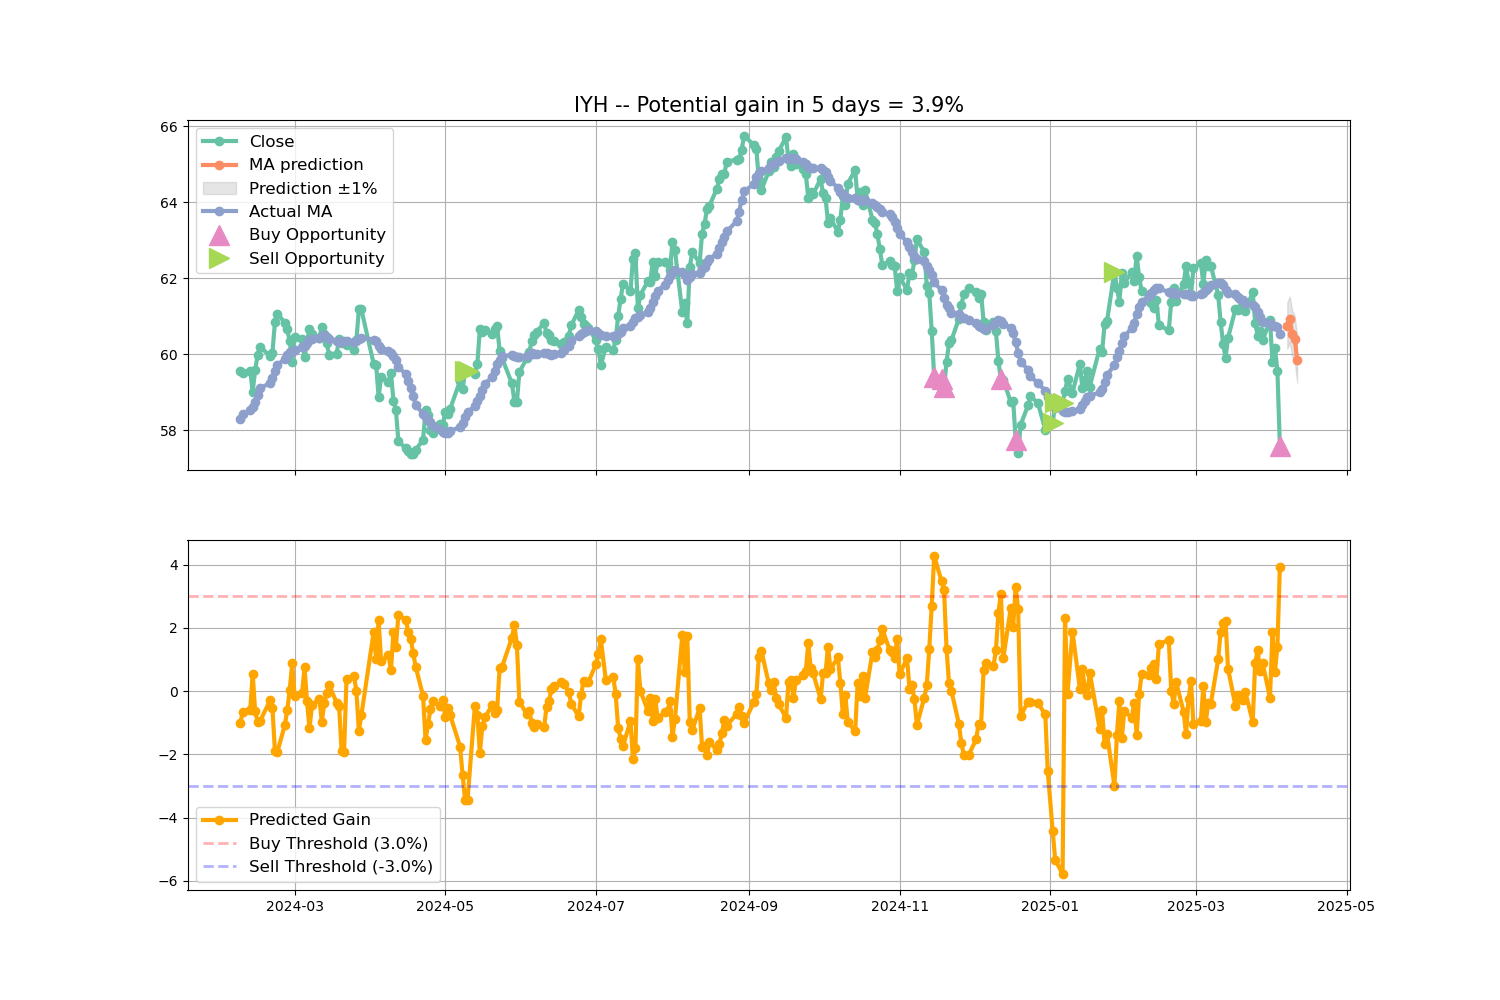 IYH -- Potential gain in 5 days = 3.9%
66
64
62
60
58
Close
MA prediction
Prediction ±1%
Actual MA
Buy Opportunity
Sell Opportunity
4
2
0
−2
−4
−6
Predicted Gain
Buy Threshold (3.0%)
Sell Threshold (-3.0%)
2024-03
2024-05
2024-07
2024-09
2024-11
2025-01
2025-03
2025-05